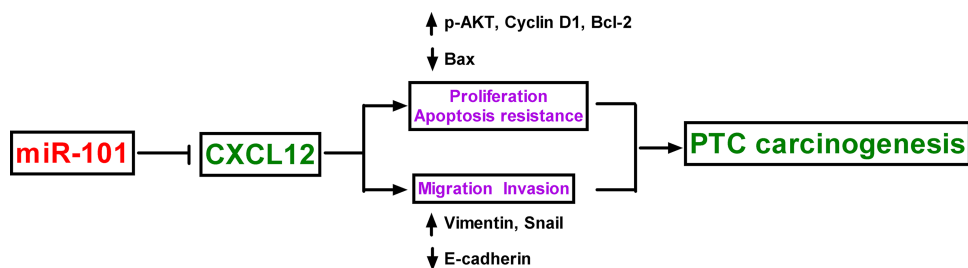 p-AKT, Cyclin D1, Bcl-2
Bax
Proliferation
Apoptosis resistance
miR-101
CXCL12
PTC carcinogenesis
Migration Invasion
Vimentin, Snail
E-cadherin